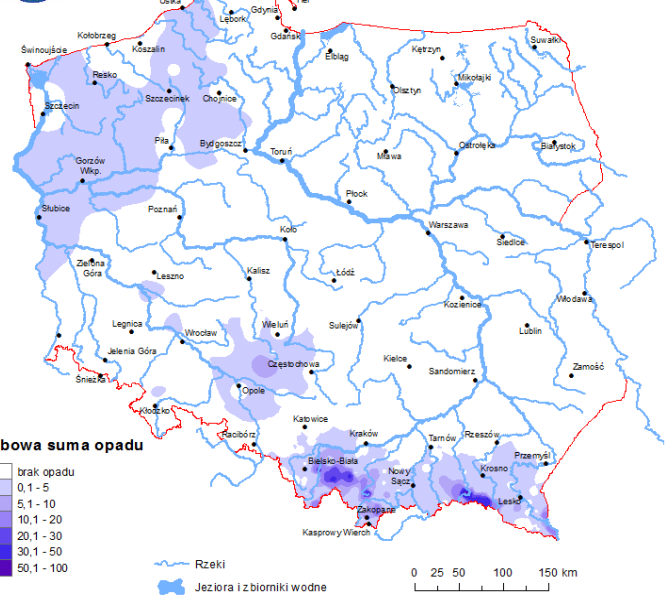 Ustka
Hel
Lębork
Gdynia
Gdańsk
Kołobrzeg
Koszalin
Świnoujście
Elbląg
Kętrzyn
Suwałki
Resko
Szczecinek
Chojnice
Olsztyn
Mikołajki
Szczecin
Piła
Bydgoszcz
Toruń
Mława
Ostrołęka
Białystok
Gorzów
Wlkp.
Płock
Słubice
Poznań
Koło
Warszawa
Siedlce
Terespol
Zielona
Góra
Leszno
Kalisz
Łódź
Kozienice
Włodawa
Legnica
Wrocław
Wieluń
Sulejów
Lublin
Jelenia Góra
Śnieżka
Częstochowa
Kielce
Sandomierz
Zamość
Opole
Kłodzko
Katowice
Racibórz
Kraków
Tarnów
Rzeszów
Bielsko-Biała
Nowy
Sącz
Krosno
Przemyśl
Lesko
Zakopane
Kasprowy Wierch
bowa suma opadu
brak opadu
0,1 - 5
5,1 - 10
10,1 - 20
20,1 - 30
30,1 - 50
50,1 - 100
Rzeki
Jeziora i zbiorniki wodne
0 25 50 100 150 km